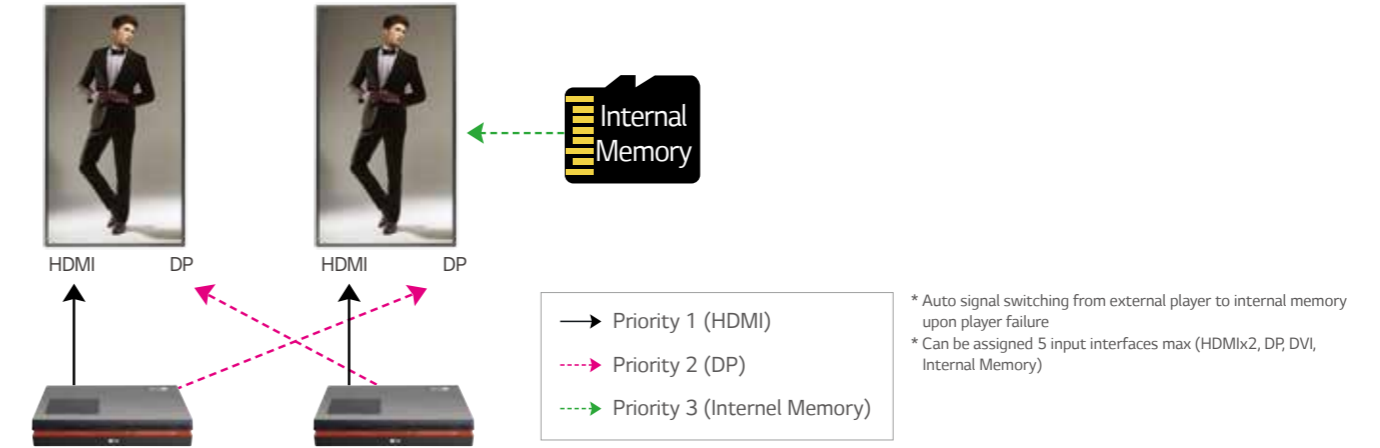 Internal
Memory
HDMI
DP
HDMI
DP
Priority 1 (HDMI)
Priority 2 (DP)
Priority 3 (Internel Memory)
* Auto signal switching from external player to internal memory
upon player failure
* Can be assigned 5 input interfaces max (HDMIx2, DP, DVI,
Internal Memory)